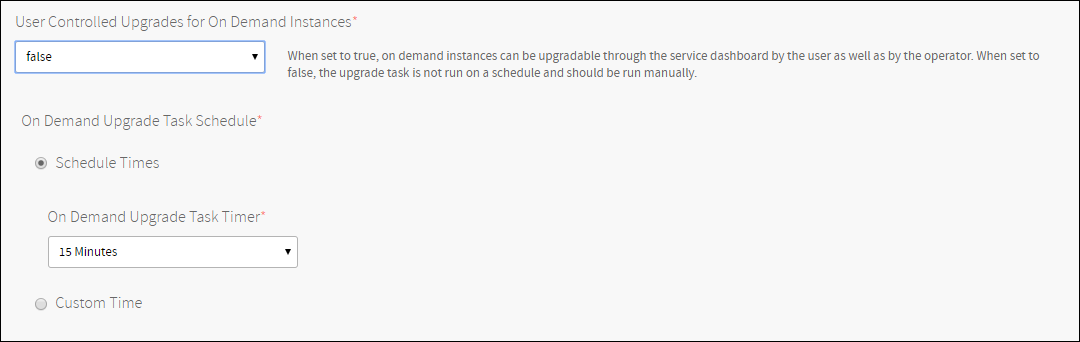 User Controlled Upgrades for On Demand Instances*
false
When set to true, on demand instances can be upgradable through the service dashboard by the user as well as by the operator. When set to
false, the upgrade task is not run on a schedule and should be run manually.
On Demand Upgrade Task Schedule*
Schedule Times
On Demand Upgrade Task Timer*
15 Minutes
Custom Time